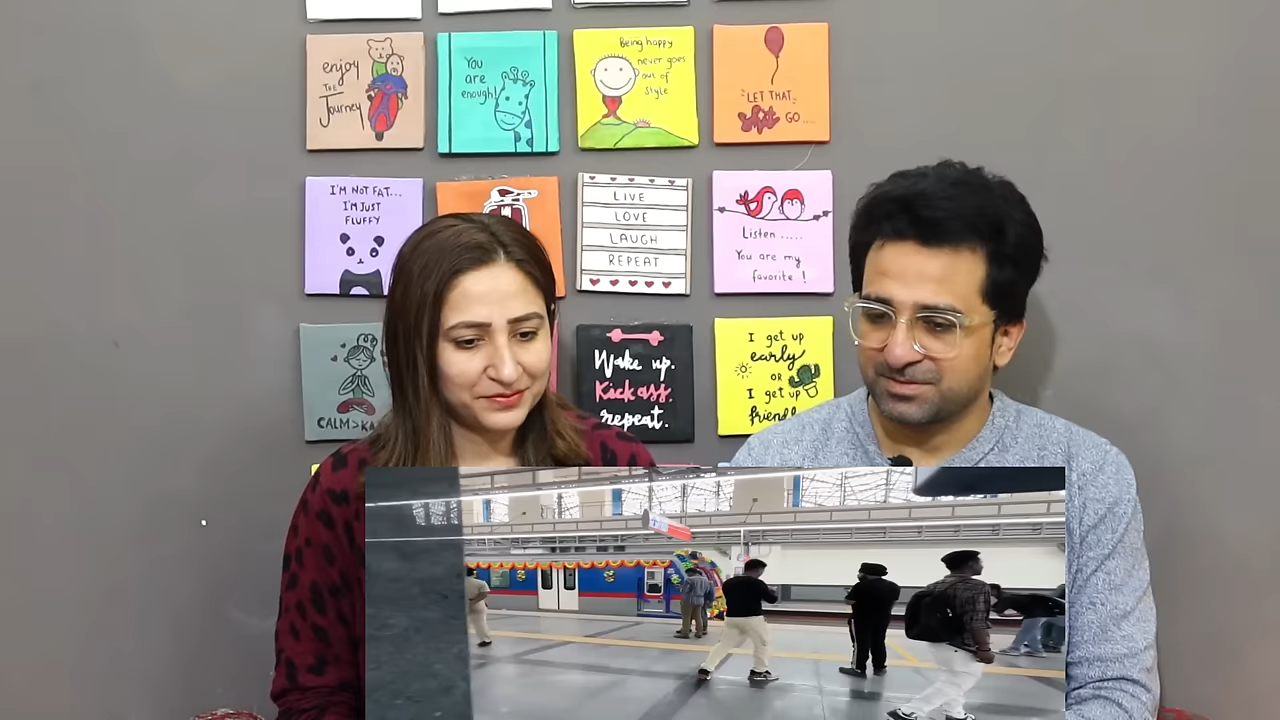 enjoy
THE
Journey
You
are
enough!
Being happy
never goes
out of
style
"LET THAT
GO....
I'M NOT FAT...
I'M JUST
FLUFFY
LIVE
LOVE
LAUGH
REPEAT
Listen .....
You are my
favorite !
CALM>KA
Wake up.
Kick ass.
repeat.
I get up
early
OR
I get up
friendl